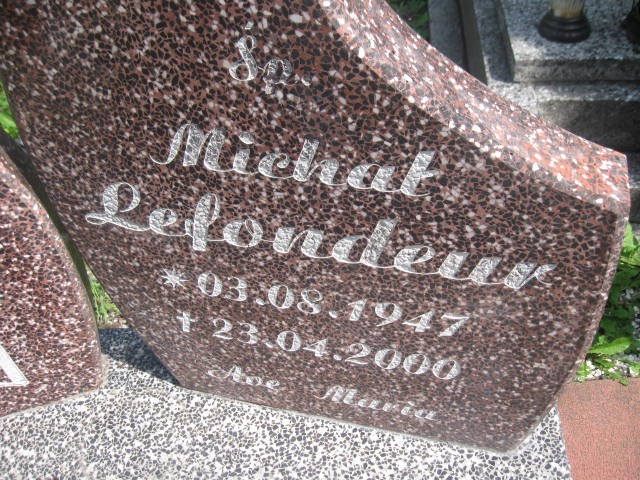 Śp.
Michał
Lefondeur
* 03.08.1947
† 23.04.2000
Ave Maria